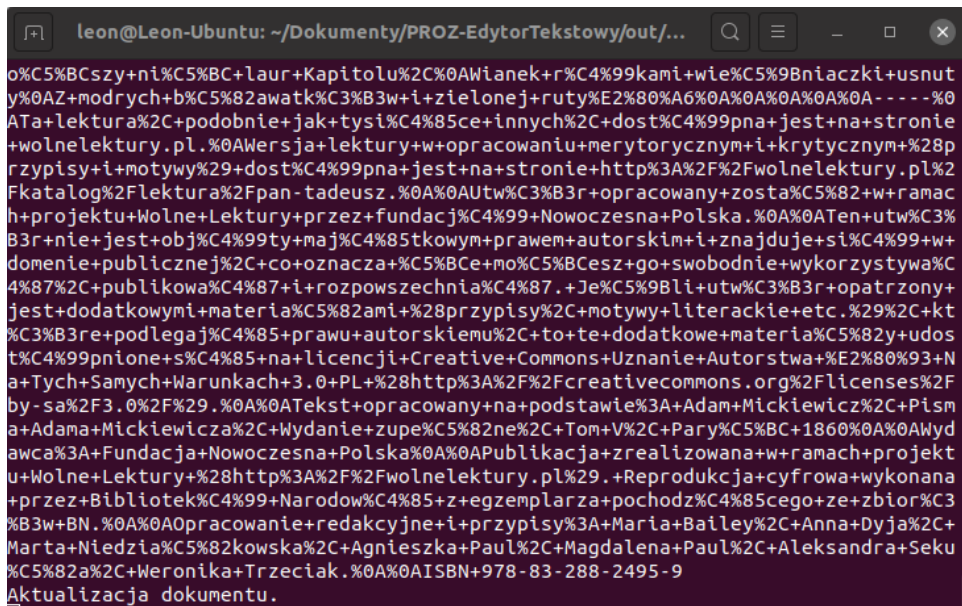 leon@Leon-Ubuntu: ~/Dokumenty/PROZ-EdytorTekstowy/out/...
o%C5%BCszy+ni%C5%BC+laur+Kapitolu%2C%0AWianek+r%C4%99kami+wie%C5%9Bniaczki+usnut
y%0AZ+modrych+b%C5%82awatk%C3%B3w+i+zielonej+ruty%E2%80%A6%0A%0A%0A%0A%0A-----%0
ATa+lektura%2C+podobnie+jak+tysi%C4%85ce+innych%2C+dost%C4%99pna+jest+na+stronie
+wolnelektury.pl.%0AWersja+lektury+w+opracowaniu+merytorycznym+i+krytycznym+%28p
rzypisy+i+motywy%29+dost%C4%99pna+jest+na+stronie+http%3A%2F%2Fwolnelektury.pl%2
Fkatalog%2Flektura%2Fpan-tadeusz.%0A%0AUtw%C3%B3r+opracowany+zosta%C5%82+w+ramac
h+projektu+Wolne+Lektury+przez+fundacj%C4%99+Nowoczesna+Polska.%0A%0ATen+utw%C3%
B3r+nie+jest+obj%C4%99ty+maj%C4%85tkowym+prawem+autorskim+i+znajduje+si%C4%99+w+
domenie+publicznej%2C+co+oznacza+%C5%BCe+mo%C5%BCesz+go+swobodnie+wykorzystywa%C
4%87%2C+publikowa%C4%87+i+rozpowszechnia%C4%87.+Je%C5%9Bli+utw%C3%B3r+opatrzony+
jest+dodatkowymi+materia%C5%82ami+%28przypisy%2C+motywy+literackie+etc.%29%2C+kt
%C3%B3re+podlegaj%C4%85+prawu+autorskiemu%2C+to+te+dodatkowe+materia%C5%82y+udos
t%C4%99pnione+s%C4%85+na+licencji+Creative+Commons+Uznanie+Autorstwa+%E2%80%93+N
a+Tych+Samych+Warunkach+3.0+PL+%28http%3A%2F%2Fcreativecommons.org%2Flicenses%2F
by-sa%2F3.0%2F%29.%0A%0ATekst+opracowany+na+podstawie%3A+Adam+Mickiewicz%2C+Pism
a+Adama+Mickiewicza%2C+Wydanie+zupe%C5%82ne%2C+Tom+V%2C+Pary%C5%BC+1860%0A%0AWyd
awca%3A+Fundacja+Nowoczesna+Polska%0A%0APublikacja+zrealizowana+w+ramach+projekt
u+Wolne+Lektury+%28http%3A%2F%2Fwolnelektury.pl%29.+Reprodukcja+cyfrowa+wykonana
+przez+Bibliotek%C4%99+Narodow%C4%85+z+egzemplarza+pochodz%C4%85cego+ze+zbior%C3
%B3w+BN.%0A%0AOpracowanie+redakcyjne+i+przypisy%3A+Maria+Bailey%2C+Anna+Dyja%2C+
Marta+Niedzia%C5%82kowska%2C+Agnieszka+Paul%2C+Magdalena+Paul%2C+Aleksandra+Seku
%C5%82a%2C+Weronika+Trzeciak.%0A%0AISBN+978-83-288-2495-9
Aktualizacja dokumentu.